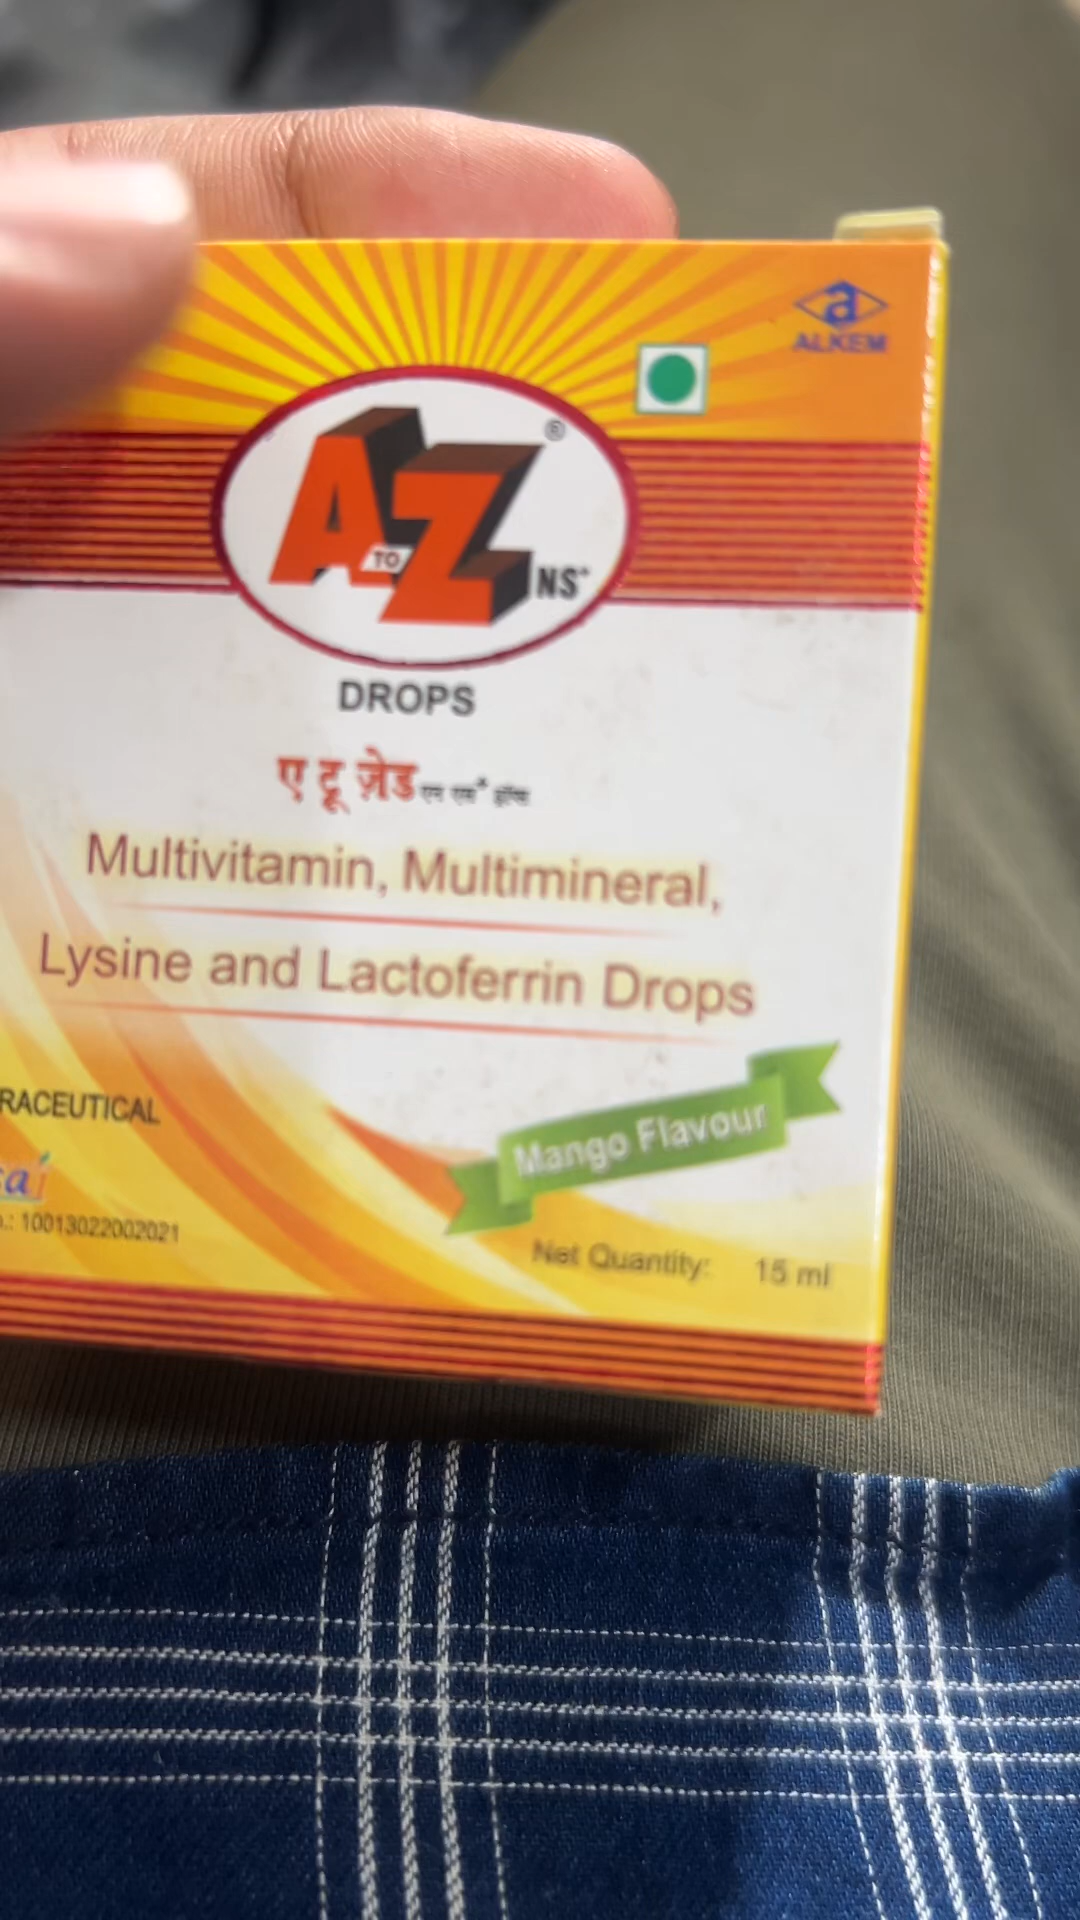 ALKEM
A TO Z NS+
®
DROPS
ए टू ज़ेड एन एस+ ड्रॉप्स
Multivitamin, Multimineral,
Lysine and Lactoferrin Drops
RACEUTICAL
Mango Flavour
sai
.: 10013022002021
Net Quantity: 15 ml